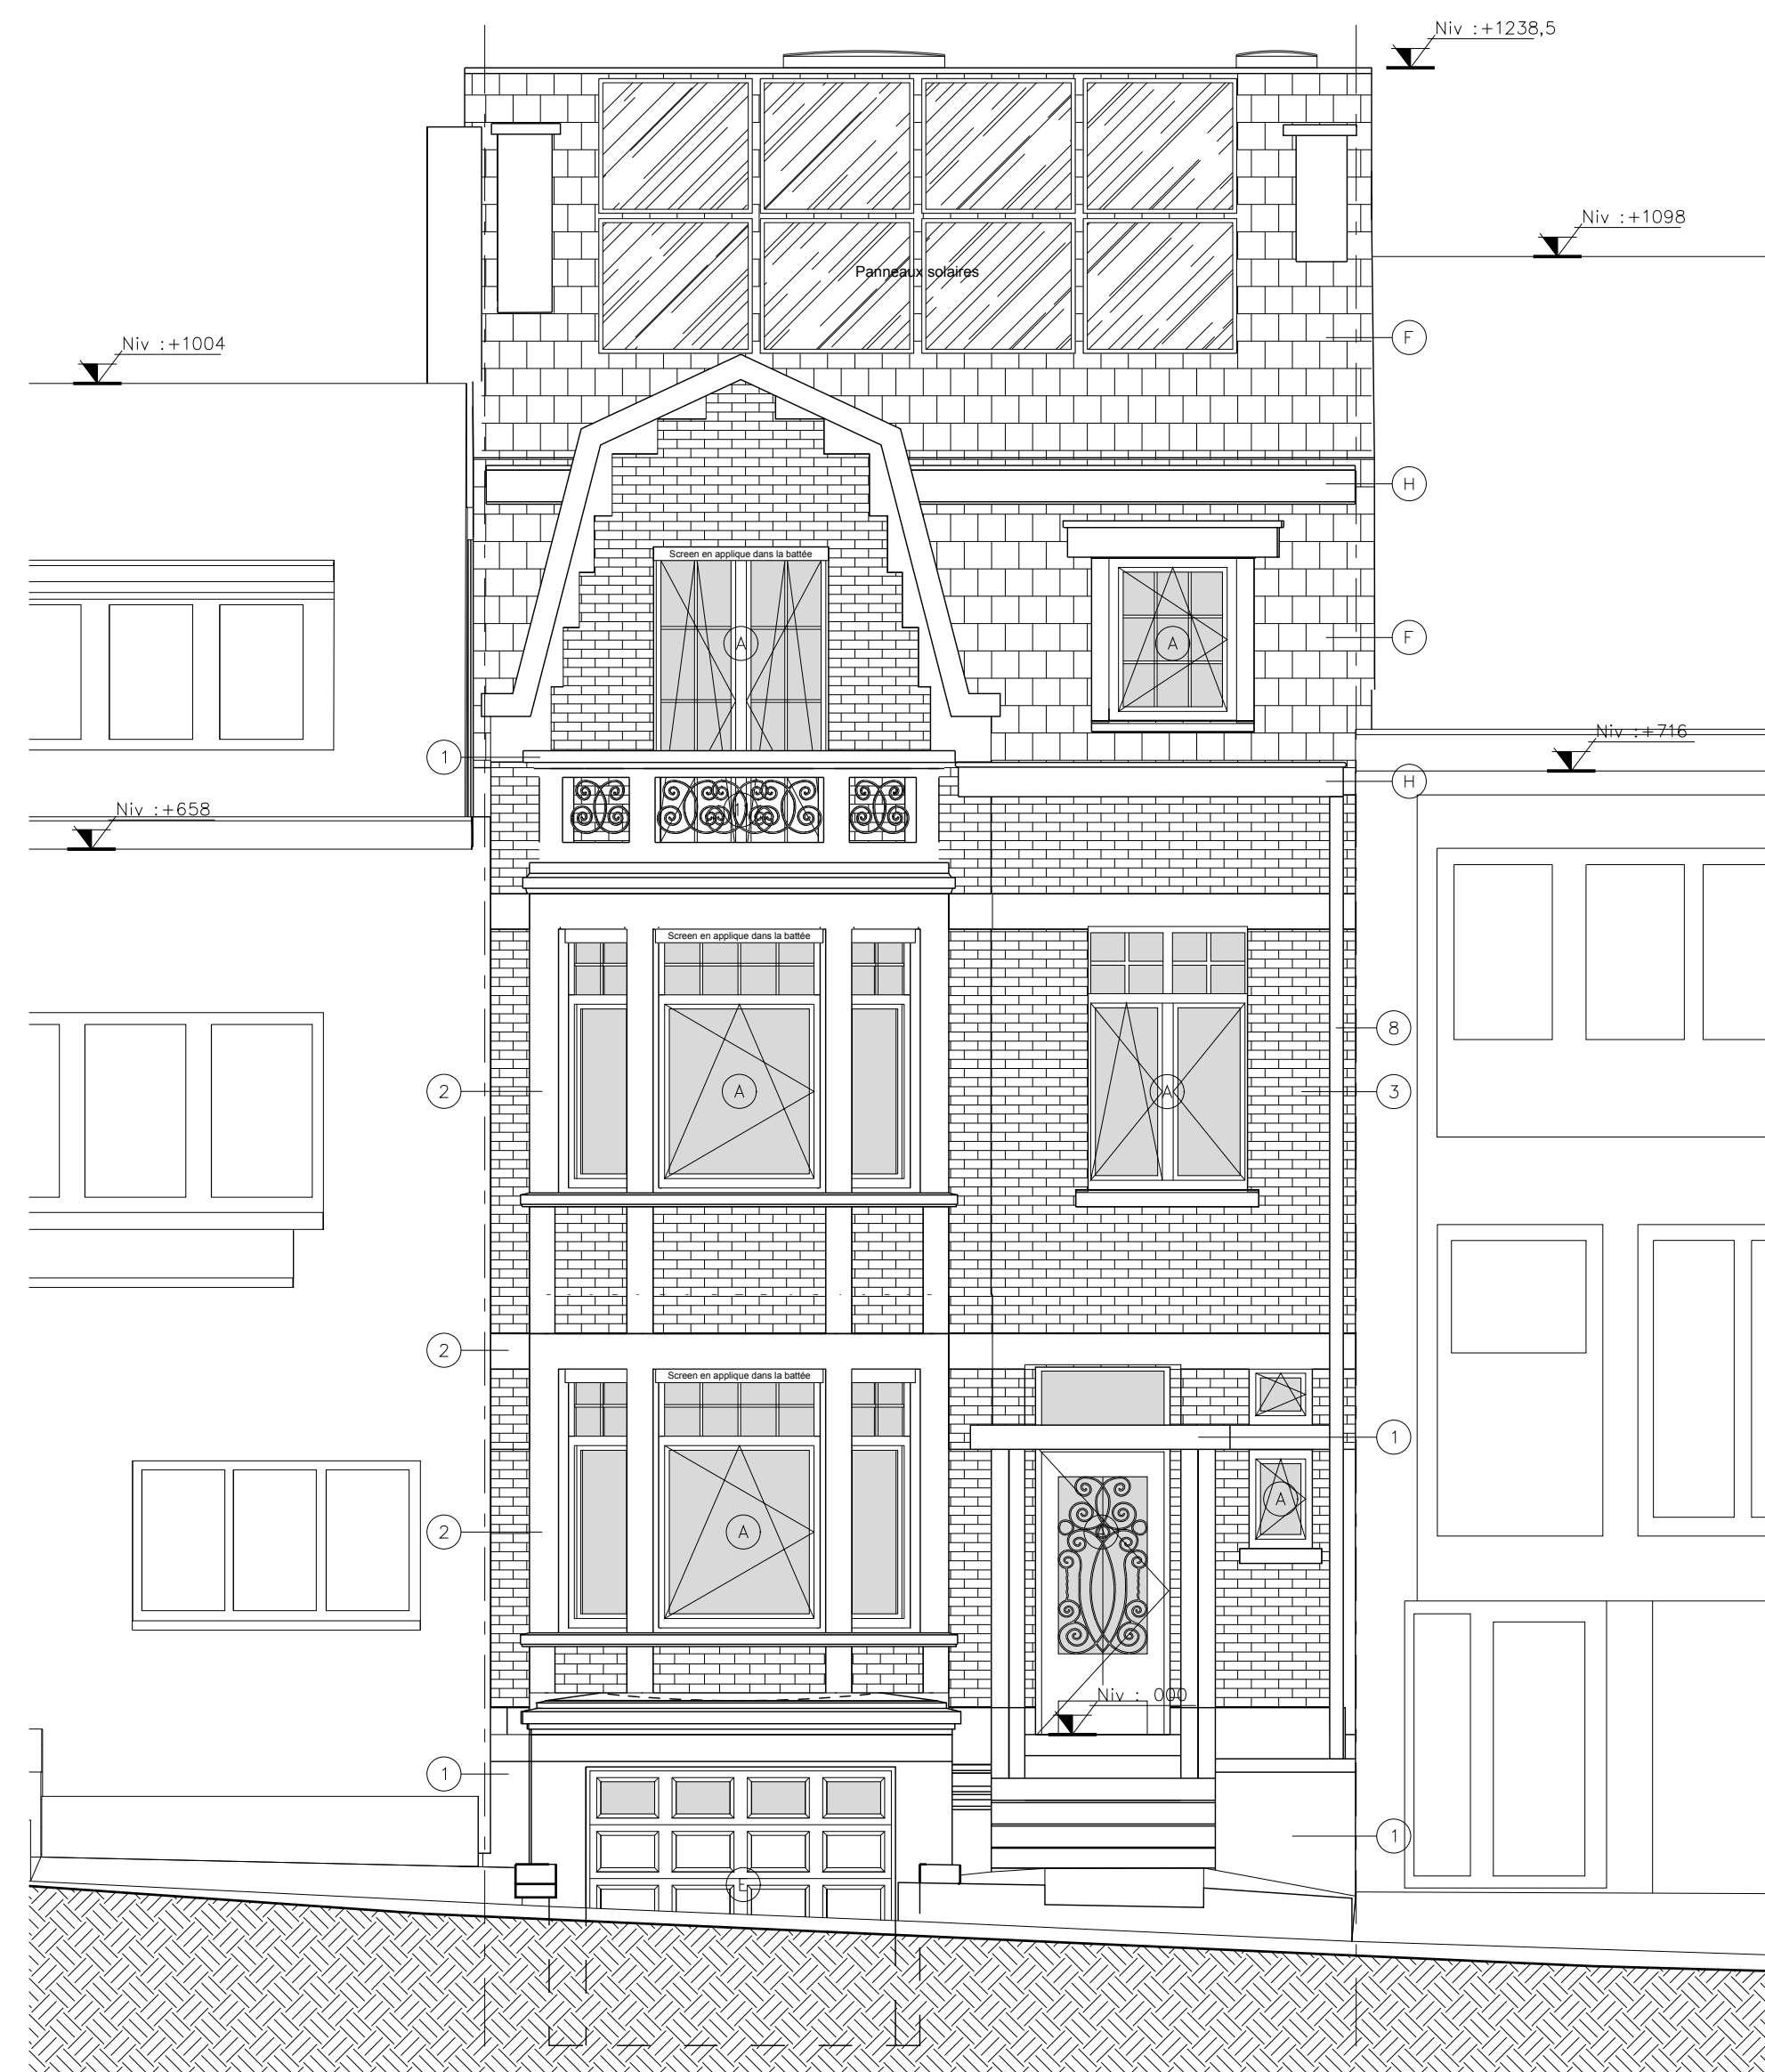 Niv :+1238,5
Niv :+1098
Panneaux solaires
F
Niv :+1004
H
Screen en applique dans la battée
F
A
A
Niv :+716
1
H
Niv :+658
11
Screen en applique dans la battée
8
2
A
A
3
2
Screen en applique dans la battée
1
A
2
A
A
Niv : 000
1
1
E